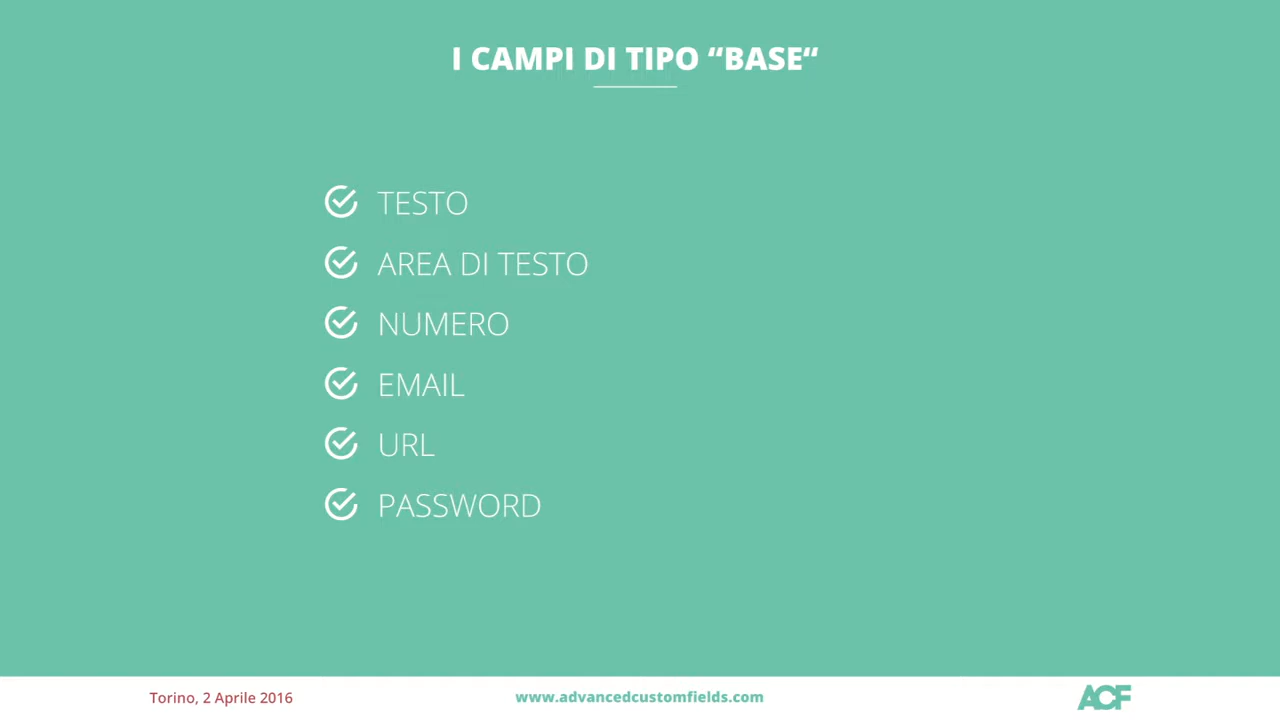 I CAMPI DI TIPO “BASE“
TESTO
AREA DI TESTO
NUMERO
EMAIL
URL
PASSWORD
Torino, 2 Aprile 2016
www.advancedcustomfields.com
ACF